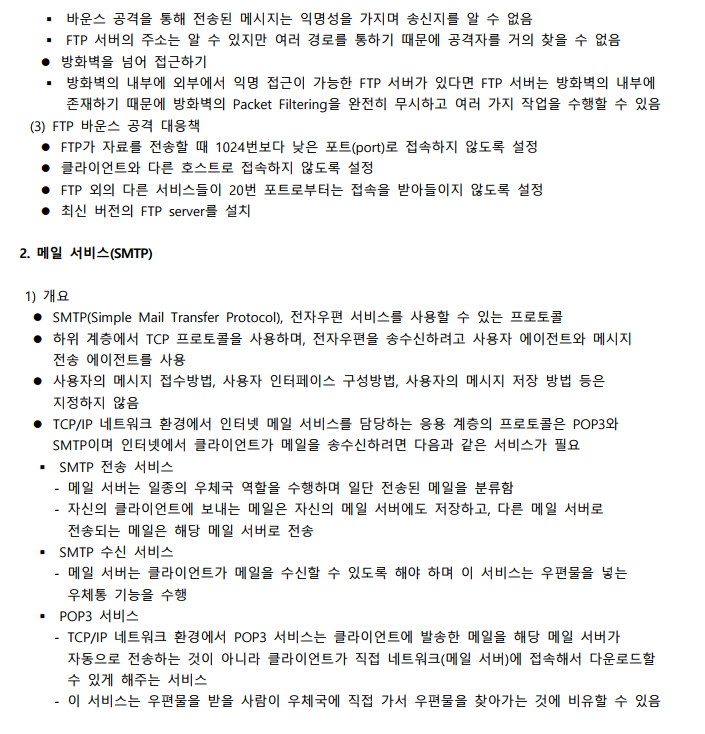 ▪ 바운스 공격을 통해 전송된 메시지는 익명성을 가지며 송신지를 알 수 없음
▪ FTP 서버의 주소는 알 수 있지만 여러 경로를 통하기 때문에 공격자를 거의 찾을 수 없음
● 방화벽을 넘어 접근하기
▪ 방화벽의 내부에 외부에서 익명 접근이 가능한 FTP 서버가 있다면 FTP 서버는 방화벽의 내부에
존재하기 때문에 방화벽의 Packet Filtering을 완전히 무시하고 여러 가지 작업을 수행할 수 있음
(3) FTP 바운스 공격 대응책
● FTP가 자료를 전송할 때 1024번보다 낮은 포트(port)로 접속하지 않도록 설정
● 클라이언트와 다른 호스트로 접속하지 않도록 설정
● FTP 외의 다른 서비스들이 20번 포트로부터는 접속을 받아들이지 않도록 설정
● 최신 버전의 FTP server를 설치
2. 메일 서비스(SMTP)
1) 개요
● SMTP(Simple Mail Transfer Protocol), 전자우편 서비스를 사용할 수 있는 프로토콜
● 하위 계층에서 TCP 프로토콜을 사용하며, 전자우편을 송수신하려고 사용자 에이전트와 메시지
전송 에이전트를 사용
● 사용자의 메시지 접수방법, 사용자 인터페이스 구성방법, 사용자의 메시지 저장 방법 등은
지정하지 않음
● TCP/IP 네트워크 환경에서 인터넷 메일 서비스를 담당하는 응용 계층의 프로토콜은 POP3와
SMTP이며 인터넷에서 클라이언트가 메일을 송수신하려면 다음과 같은 서비스가 필요
▪ SMTP 전송 서비스
- 메일 서버는 일종의 우체국 역할을 수행하며 일단 전송된 메일을 분류함
- 자신의 클라이언트에 보내는 메일은 자신의 메일 서버에도 저장하고, 다른 메일 서버로
전송되는 메일은 해당 메일 서버로 전송
▪ SMTP 수신 서비스
- 메일 서버는 클라이언트가 메일을 수신할 수 있도록 해야 하며 이 서비스는 우편물을 넣는
우체통 기능을 수행
▪ POP3 서비스
- TCP/IP 네트워크 환경에서 POP3 서비스는 클라이언트에 발송한 메일을 해당 메일 서버가
자동으로 전송하는 것이 아니라 클라이언트가 직접 네트워크(메일 서버)에 접속해서 다운로드할
수 있게 해주는 서비스
- 이 서비스는 우편물을 받을 사람이 우체국에 직접 가서 우편물을 찾아가는 것에 비유할 수 있음